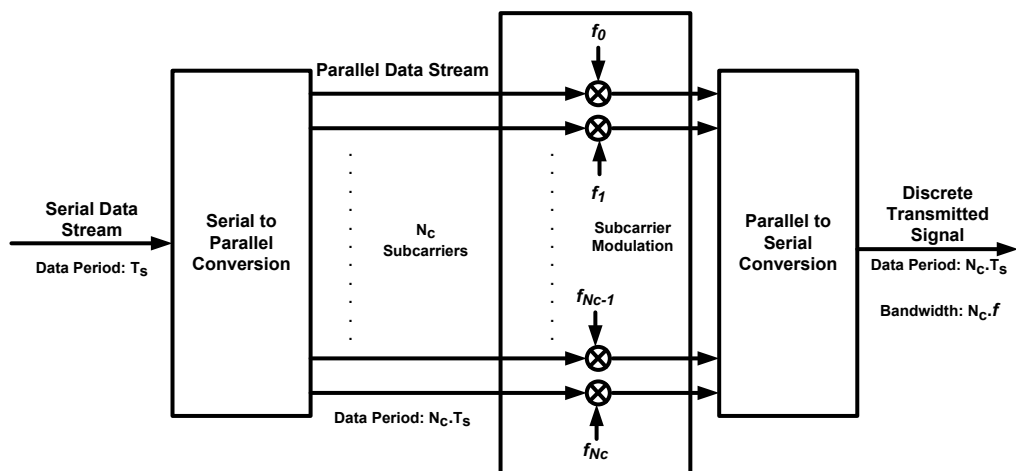 f0
Parallel Data Stream
f1
Serial Data
Stream
Data Period: Ts
Serial to
Parallel
Conversion
Nc
Subcarriers
Subcarrier
Modulation
Parallel to
Serial
Conversion
Discrete
Transmitted
Signal
Data Period: Nc.Ts
Bandwidth: Nc.f
fNc-1
Data Period: Nc.Ts
fNc